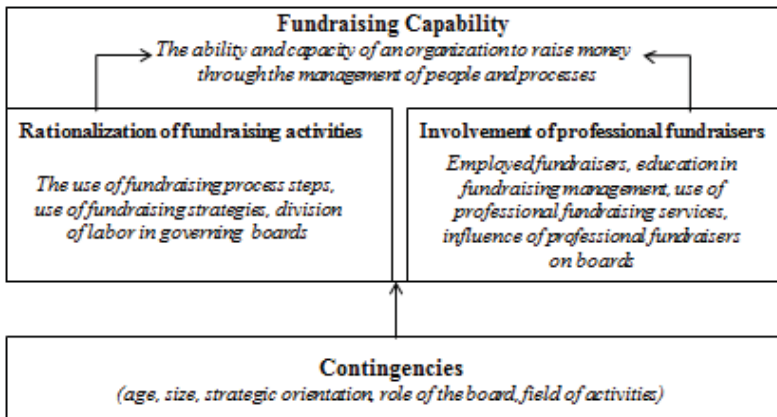 Fundraising Capability
The ability and capacity of an organization to raise money
through the management of people and processes
Rationalization of fundraising activities
The use of fundraising process steps,
use of fundraising strategies, division
of labor in governing boards
Involvement of professional fundraisers
Employed fundraisers, education in
fundraising management, use of
professional fundraising services,
influence of professional fundraisers
on boards
Contingencies
(age, size, strategic orientation, role of the board, field of activities)